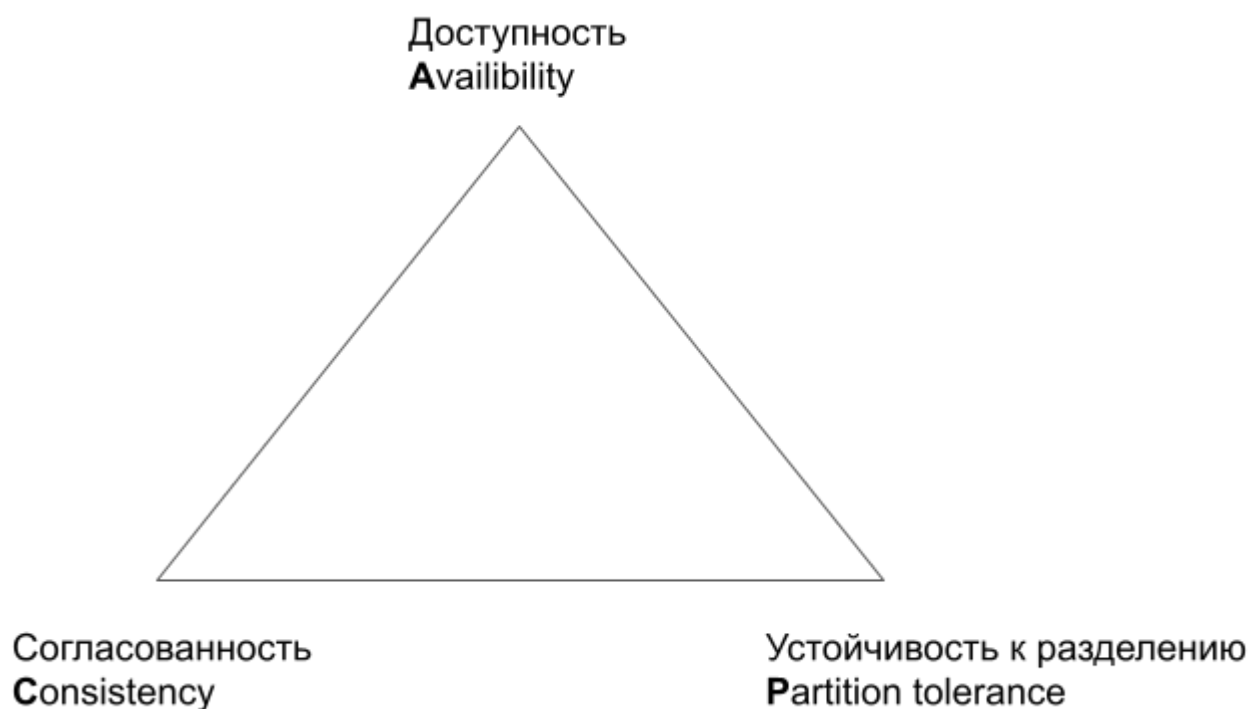 Доступность
Availibility
Согласованность
Consistency
Устойчивость к разделению
Partition tolerance